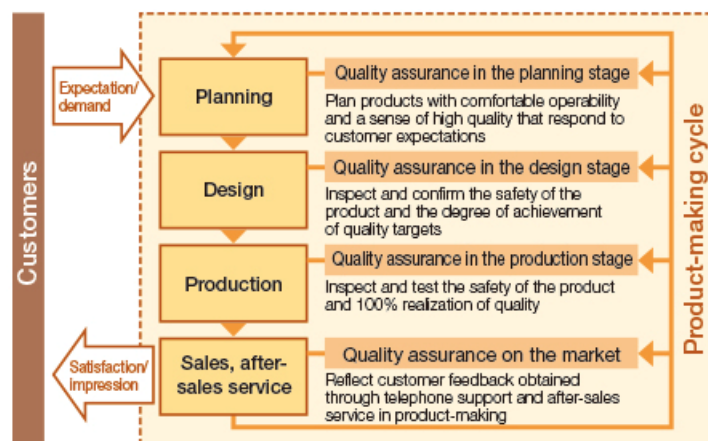 Customers
Expectation/
demand
Planning
Quality assurance in the planning stage
Plan products with comfortable operability
and a sense of high quality that respond to
customer expectations
Design
Quality assurance in the design stage
Inspect and confirm the safety of the
product and the degree of achievement
of quality targets
Production
Quality assurance in the production stage
Inspect and test the safety of the product
and 100% realization of quality
Satisfaction/
impression
Sales, after-
sales service
Quality assurance on the market
Reflect customer feedback obtained
through telephone support and after-sales
service in product-making
Product-making cycle